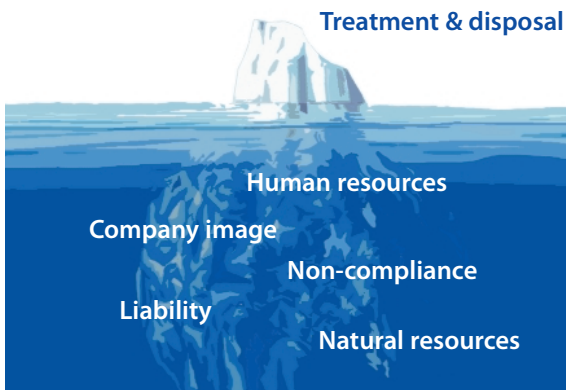 Treatment & disposal
Human resources
Company image
Non-compliance
Liability
Natural resources